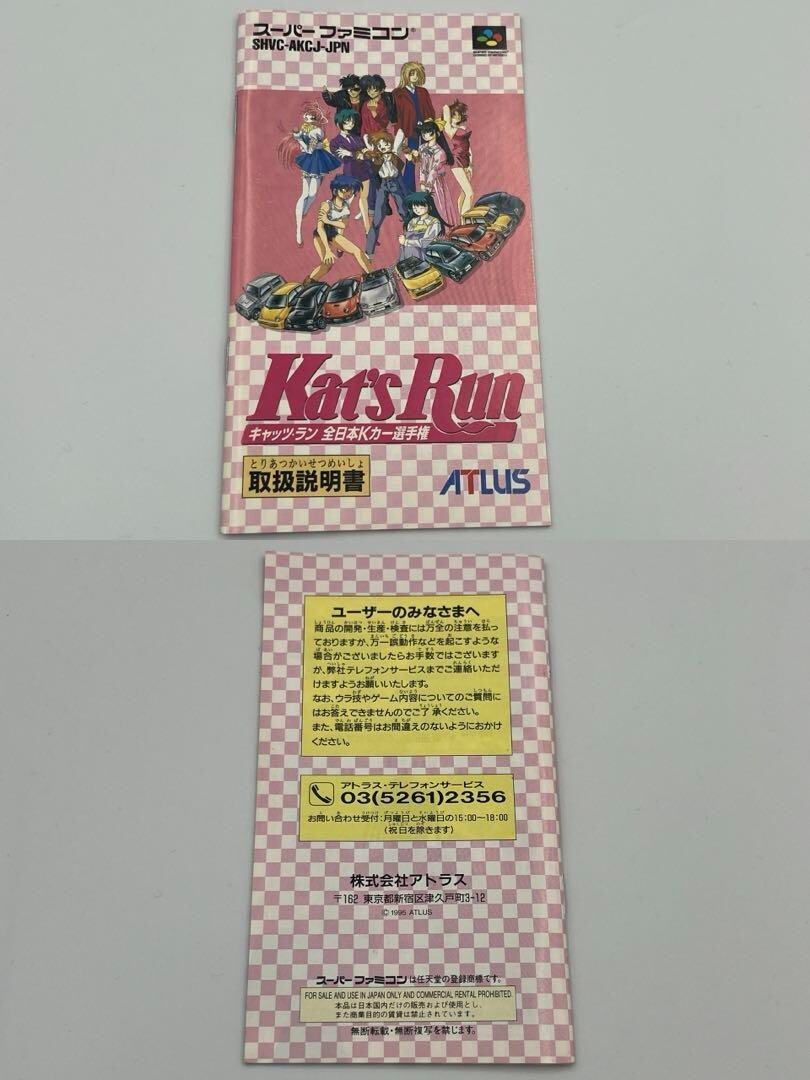 スーパーファミコン®
SHVC-AKCJ-JPN
Kat's Run
キャッツ・ラン 全日本Kカー選手権
とりあつかいせつめいしょ
取扱説明書
ATLUS
ユーザーのみなさまへ
商品の開発・生産・検査には万全の注意を払っ
ておりますが、万一誤動作などを起こすような
場合がございましたらお手数ではございます
が、弊社テレフォンサービスまでご連絡いただ
けますようお願いいたします。
なお、ウラ技やゲーム内容についてのご質問に
はお答えできませんのでご了承ください。
また、電話番号はお間違えのないようにおかけ
ください。
アトラス・テレフォンサービス
03(5261)2356
お問い合わせ受付:月曜日と水曜日の15:00〜18:00
(祝日を除きます)
株式会社アトラス
〒162 東京都新宿区津久戸町3-12
© 1995 ATLUS
スーパーファミコンは任天堂の登録商標です。
FOR SALE AND USE IN JAPAN ONLY AND COMMERCIAL RENTAL PROHIBITED.
本品は日本国内だけの販売および使用とし、
また商業目的の賃貸は禁止されています。
無断転載・無断複写を禁じます。